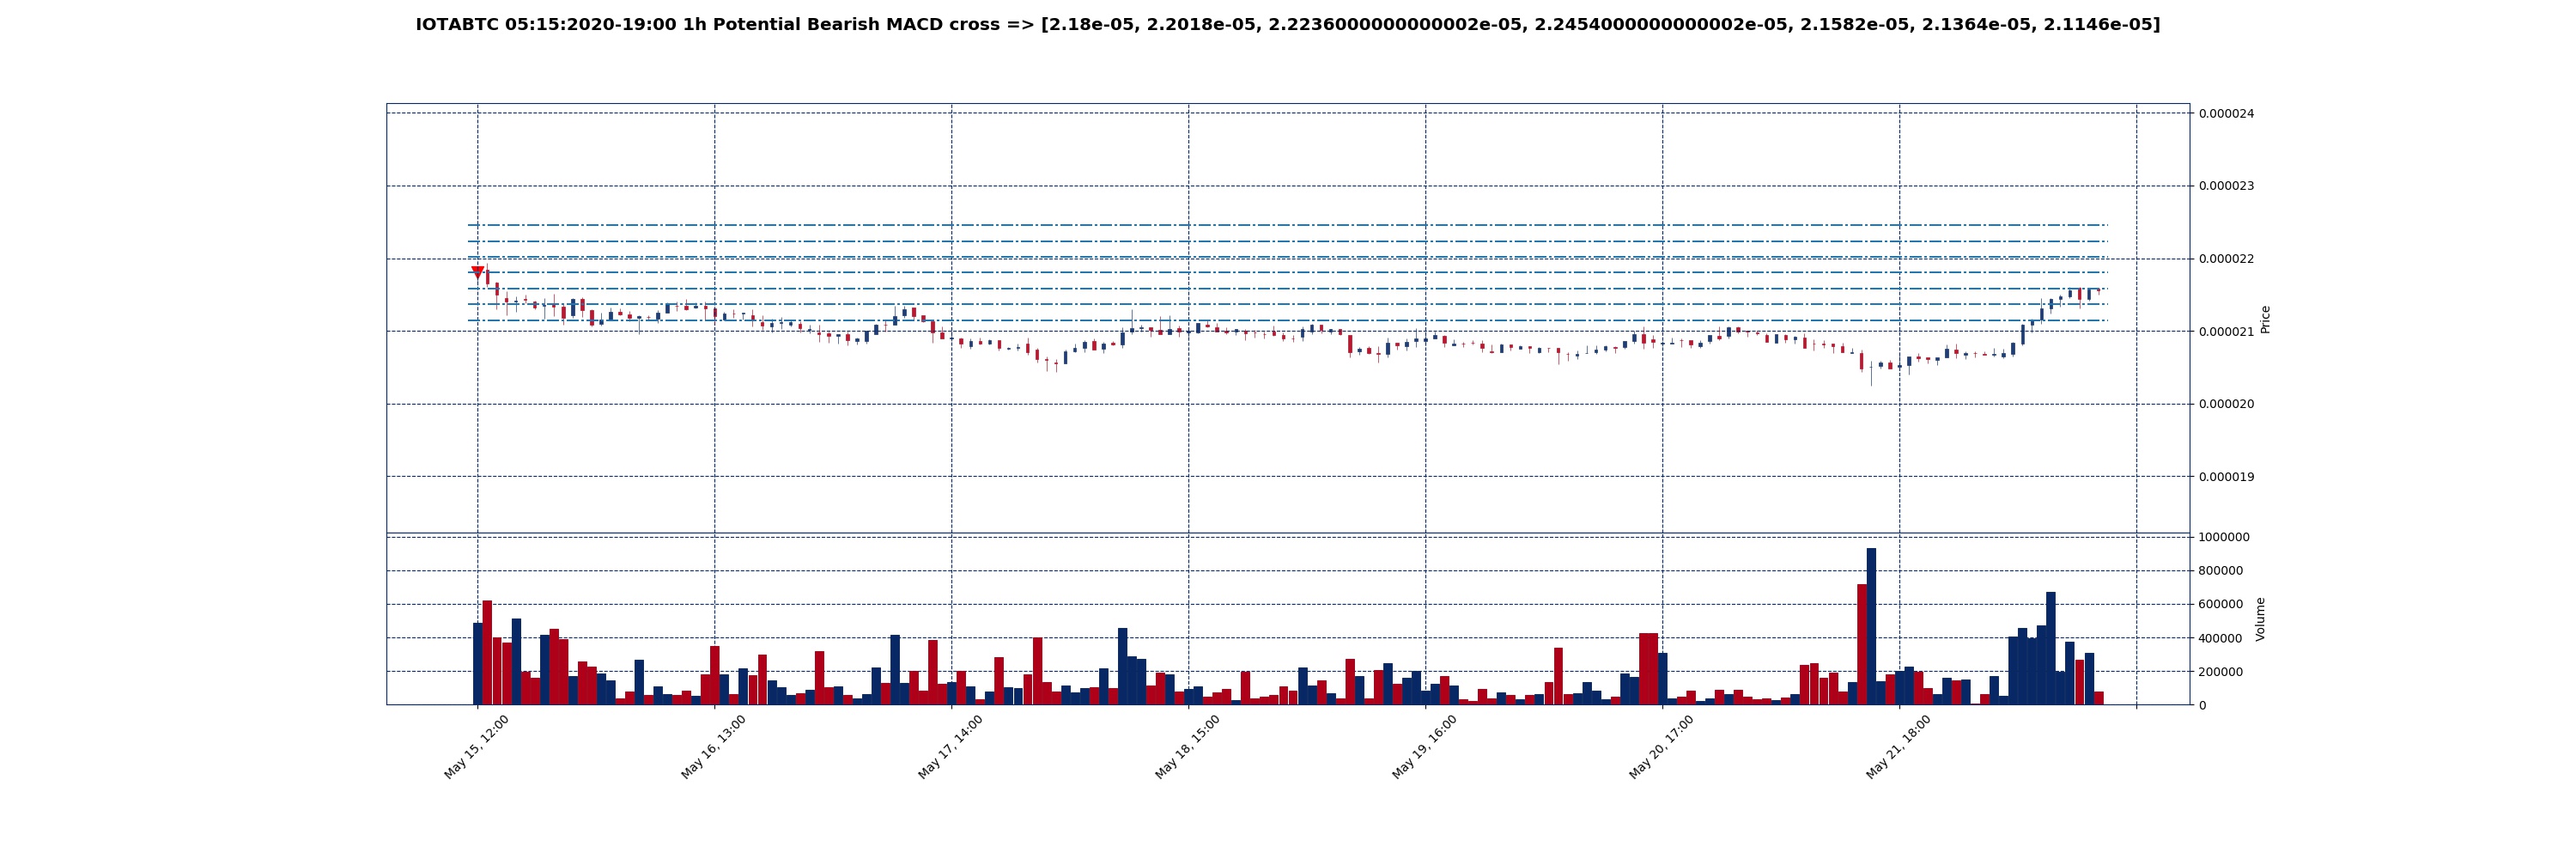 IOTABTC 05:15:2020-19:00 1h Potential Bearish MACD cross => [2.18e-05, 2.2018e-05, 2.2236000000000002e-05, 2.2454000000000002e-05, 2.1582e-05, 2.1364e-05, 2.1146e-05]
0.000024
0.000023
0.000022
0.000021
0.000020
0.000019
Price
1000000
800000
600000
400000
200000
0
Volume
May 15, 12:00
May 16, 13:00
May 17, 14:00
May 18, 15:00
May 19, 16:00
May 20, 17:00
May 21, 18:00